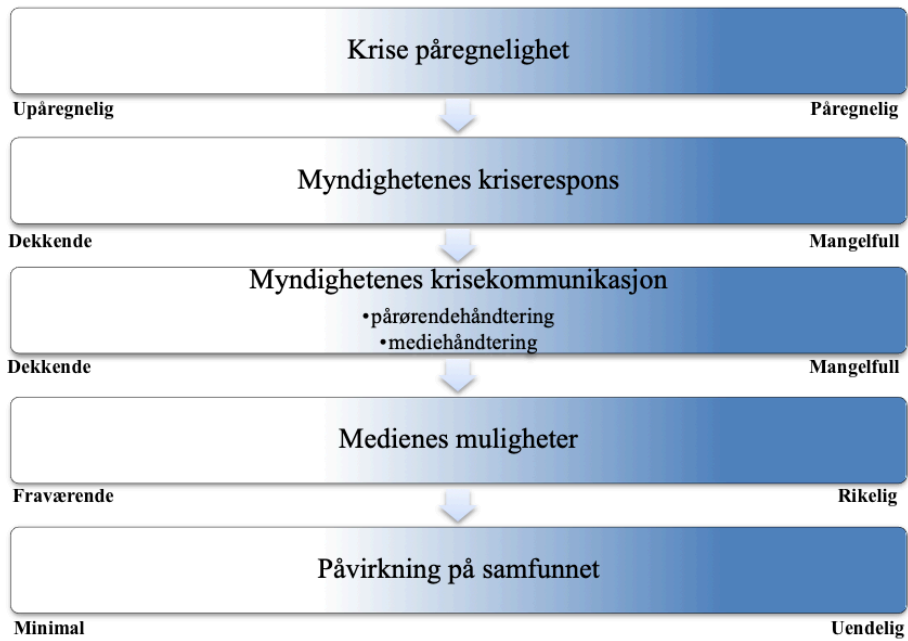 Krise påregnelighet
Upåregnelig Påregnelig
Myndighetenes kriserespons
Dekkende Mangelfull
Myndighetenes krisekommunikasjon
•pårørendehåndtering
•mediehåndtering
Dekkende Mangelfull
Medienes muligheter
Fraværende Rikelig
Påvirkning på samfunnet
Minimal Uendelig